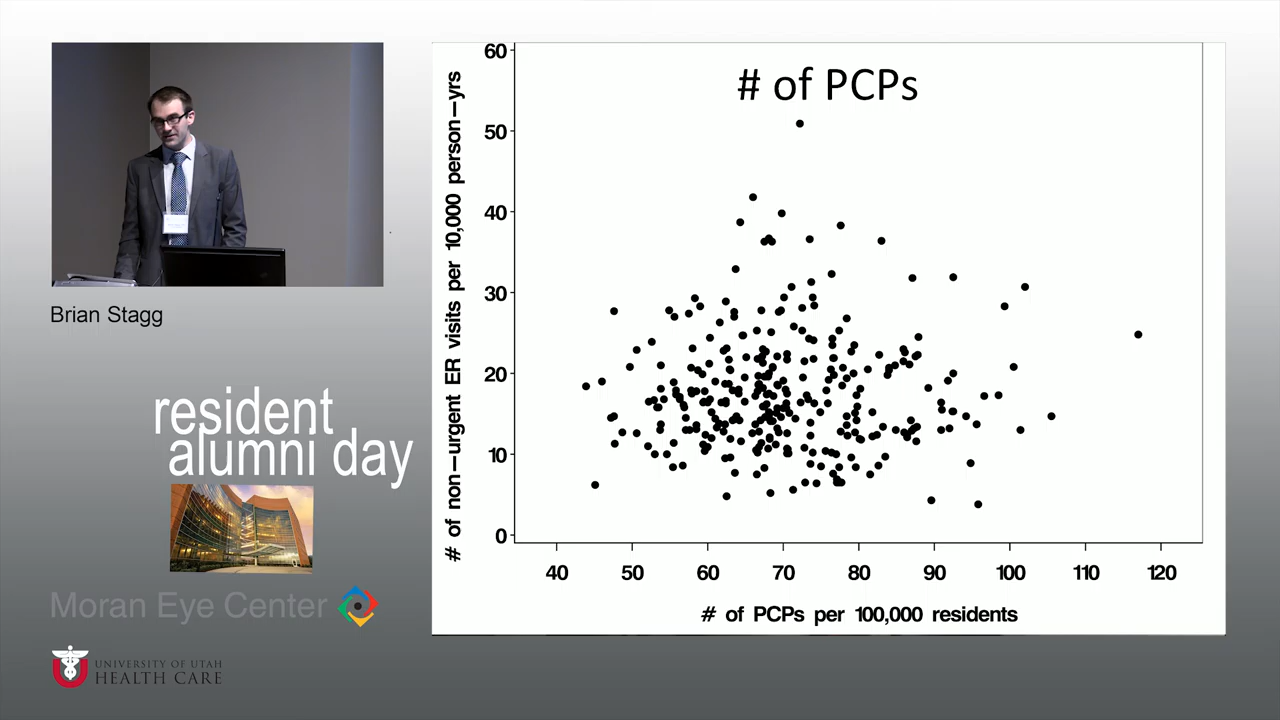 Brian Stagg
resident
alumni day
Moran Eye Center
UNIVERSITY OF UTAH
HEALTH CARE
# of PCPs
# of non-urgent ER visits per 10,000 person-yrs
60
50
40
30
20
10
0
40 50 60 70 80 90 100 110 120
# of PCPs per 100,000 residents